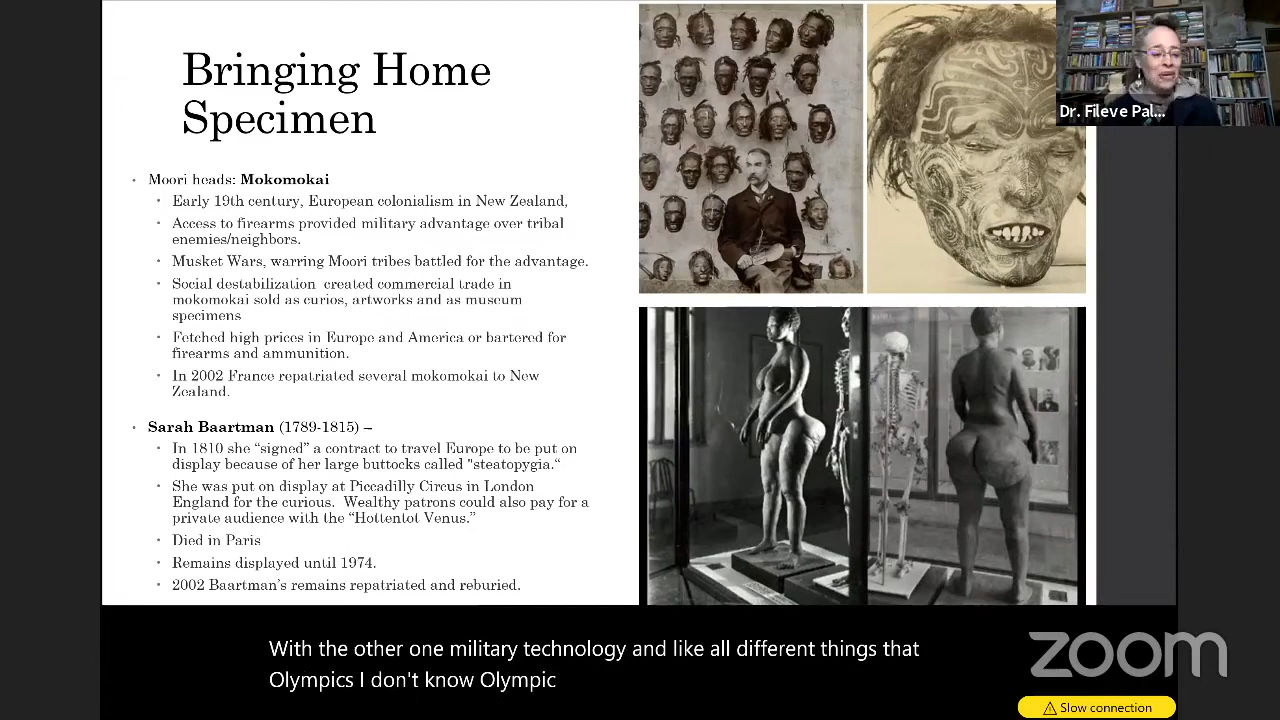 Bringing Home
Specimen
• Moori heads: Mokomokai
• Early 19th century, European colonialism in New Zealand,
• Access to firearms provided military advantage over tribal
enemies/neighbors.
• Musket Wars, warring Moori tribes battled for the advantage.
• Social destabilization created commercial trade in
mokomokai sold as curios, artworks and as museum
specimens
• Fetched high prices in Europe and America or bartered for
firearms and ammunition.
• In 2002 France repatriated several mokomokai to New
Zealand.
• Sarah Baartman (1789-1815) –
• In 1810 she “signed” a contract to travel Europe to be put on
display because of her large buttocks called "steatopygia.“
• She was put on display at Piccadilly Circus in London
England for the curious. Wealthy patrons could also pay for a
private audience with the “Hottentot Venus.”
• Died in Paris
• Remains displayed until 1974.
• 2002 Baartman’s remains repatriated and reburied.
Dr. Fileve Pal...
With the other one military technology and like all different things that
Olympics I don't know Olympic
zoom
Slow connection